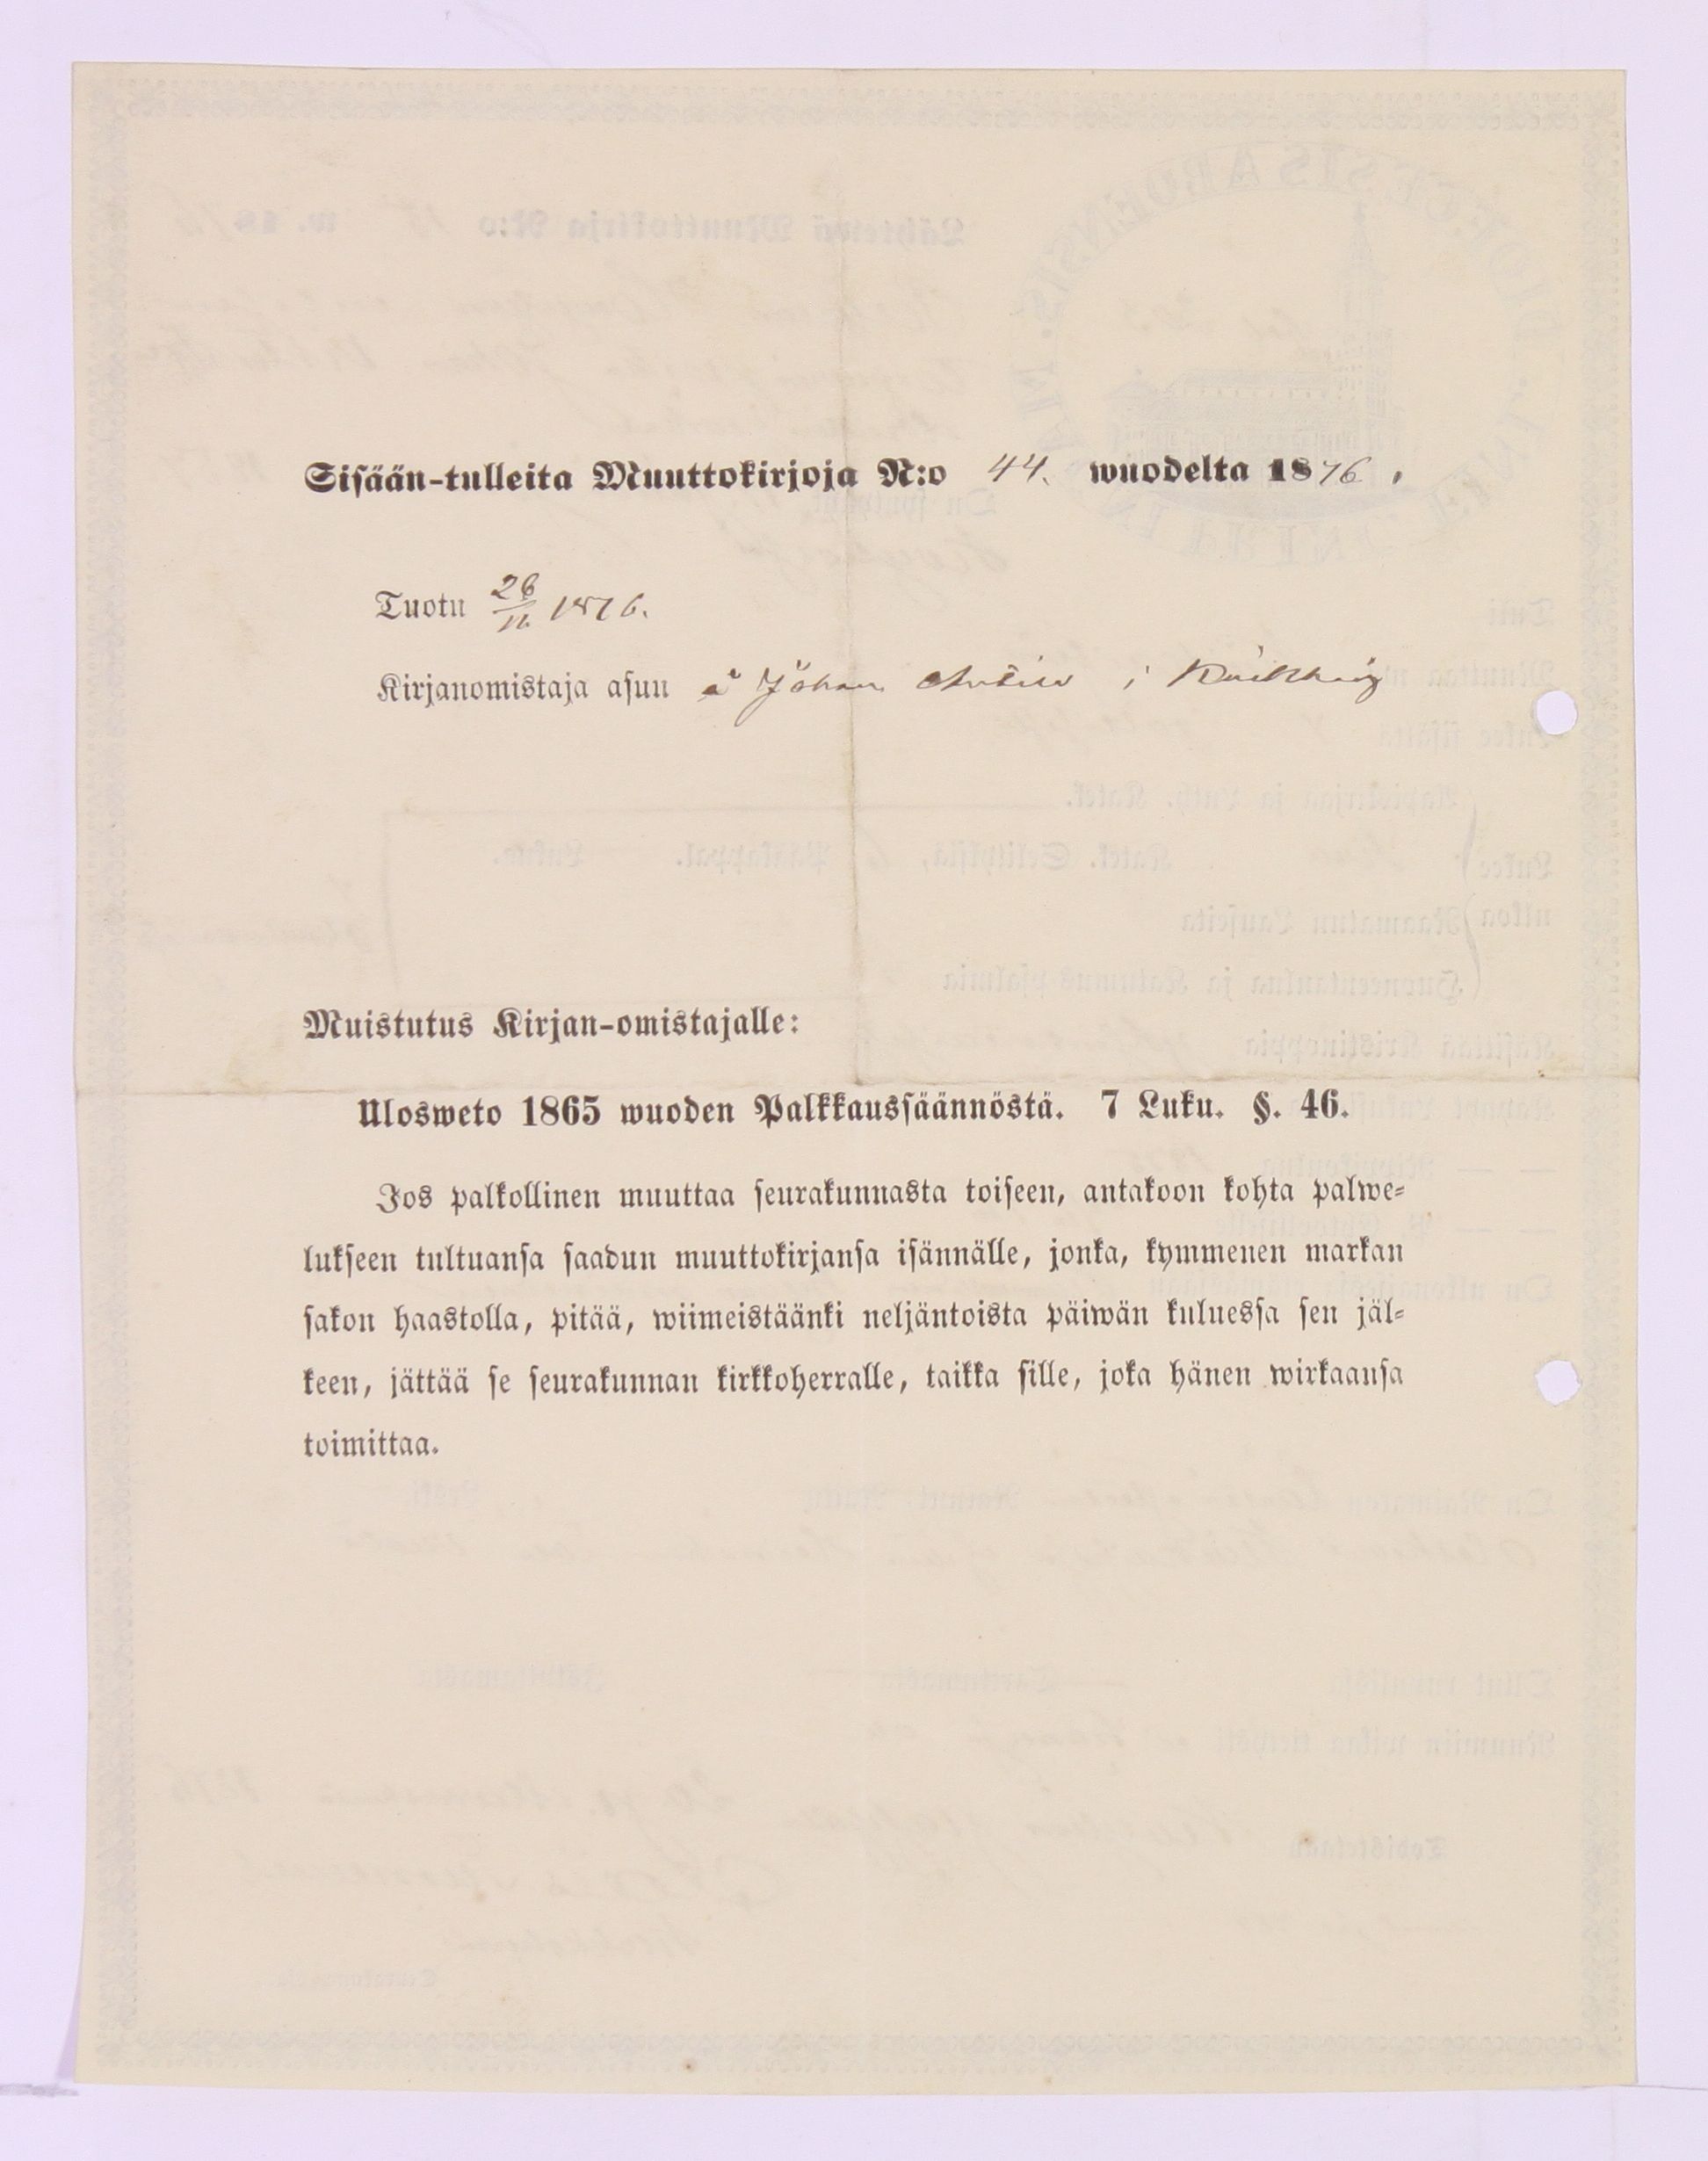 Sisään-tulleita Muuttokirjoja N:o 44. wuodelta 1876.
Tuotu 26/11 1876.
Kirjanomistaja asuu å Johan i
Muistutus Kirjan-omistajalle:
Ulosweto 1865 wuoden Palkkaussäännöstä. 7 Luku. §. 46.
Jos palkollinen muuttaa seurakunnasta toiseen, antakoon kohta palwe-
lukseen tultuansa saadun muuttokirjansa isännälle, jonka, kymmenen markan
sakon haastolla, pitää, wiimeistäänki neljäntoista päiwän kuluessa sen jäl-
keen, jättää se seurakunnan kirkkoherralle, taikka sille, joka hänen wirkaansa
toimittaa.